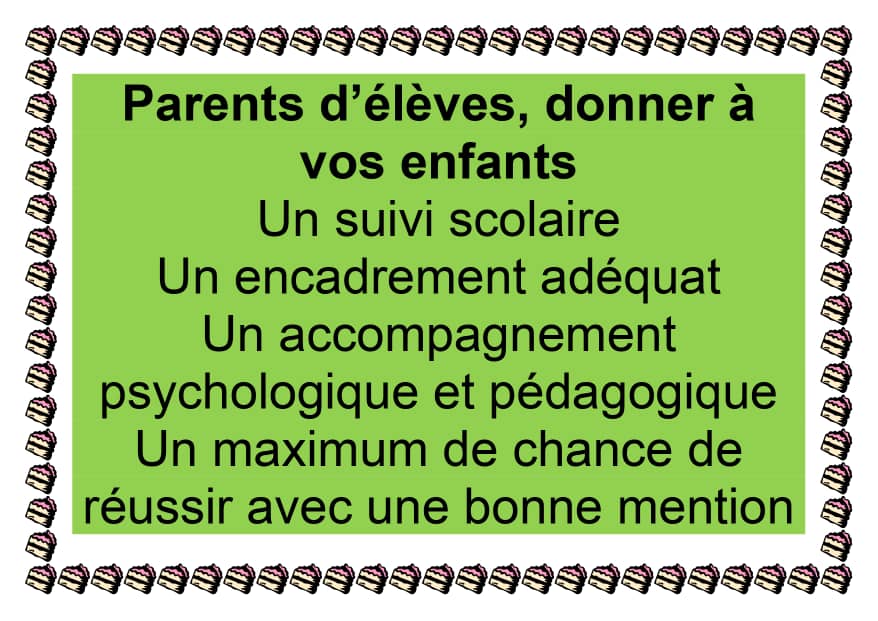 Parents d’élèves, donner à
vos enfants
Un suivi scolaire
Un encadrement adéquat
Un accompagnement
psychologique et pédagogique
Un maximum de chance de
réussir avec une bonne mention